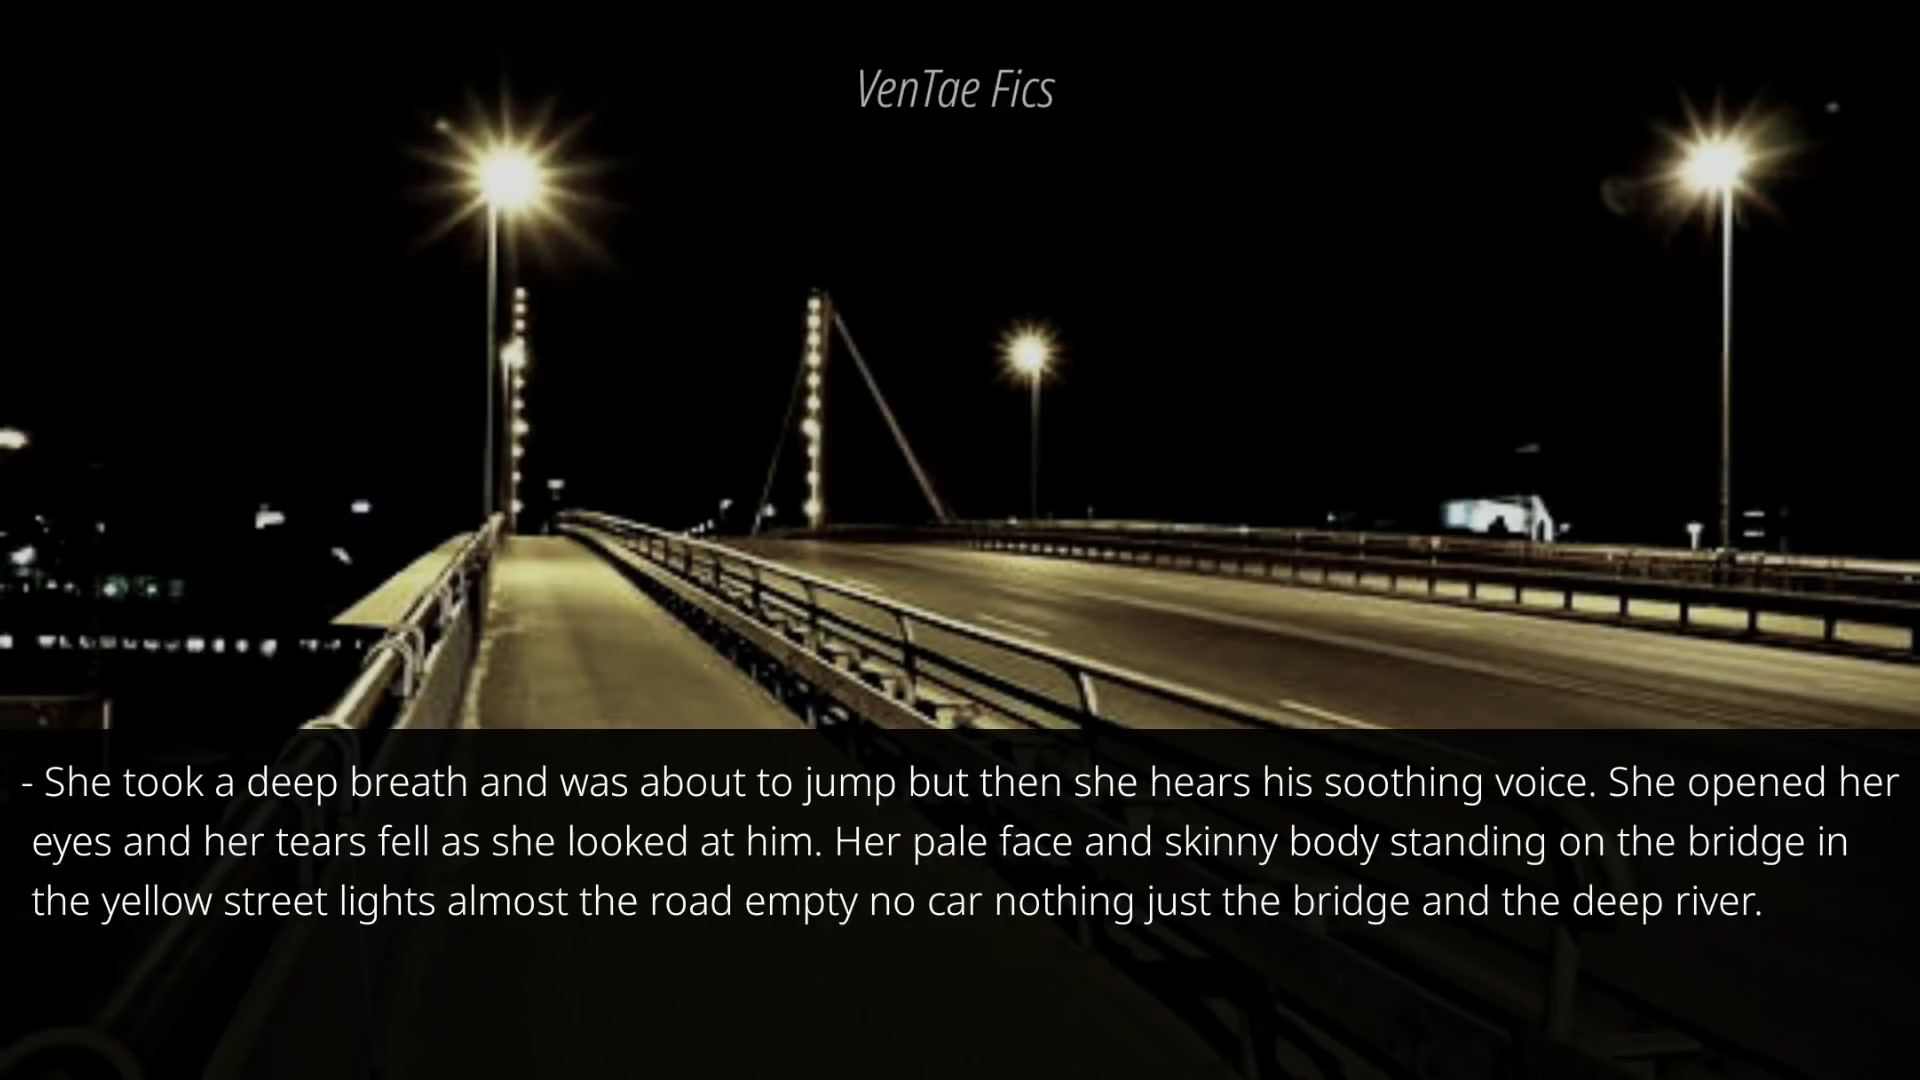 VenTae Fics
- She took a deep breath and was about to jump but then she hears his soothing voice. She opened her
eyes and her tears fell as she looked at him. Her pale face and skinny body standing on the bridge in
the yellow street lights almost the road empty no car nothing just the bridge and the deep river.